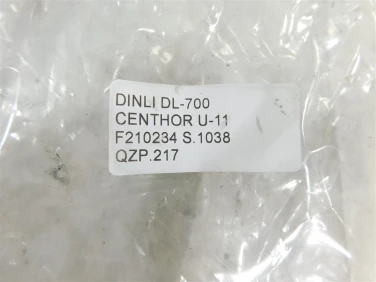 DINLI DL-700
CENTHOR U-11
F210234 S.1038
QZP.217